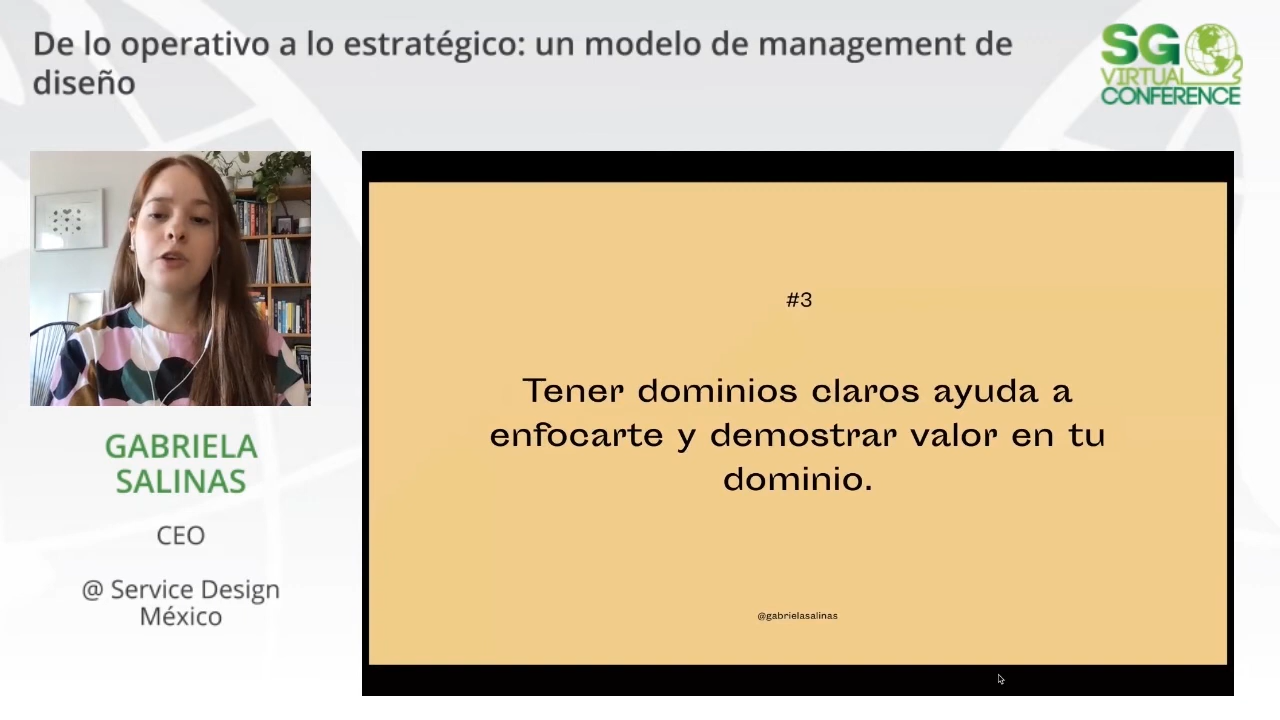 De lo operativo a lo estratégico: un modelo de management de
diseño
SG
VIRTUAL
CONFERENCE
#3
Tener dominios claros ayuda a
enfocarte y demostrar valor en tu
dominio.
@gabrielasalinas
GABRIELA
SALINAS
CEO
@ Service Design
México